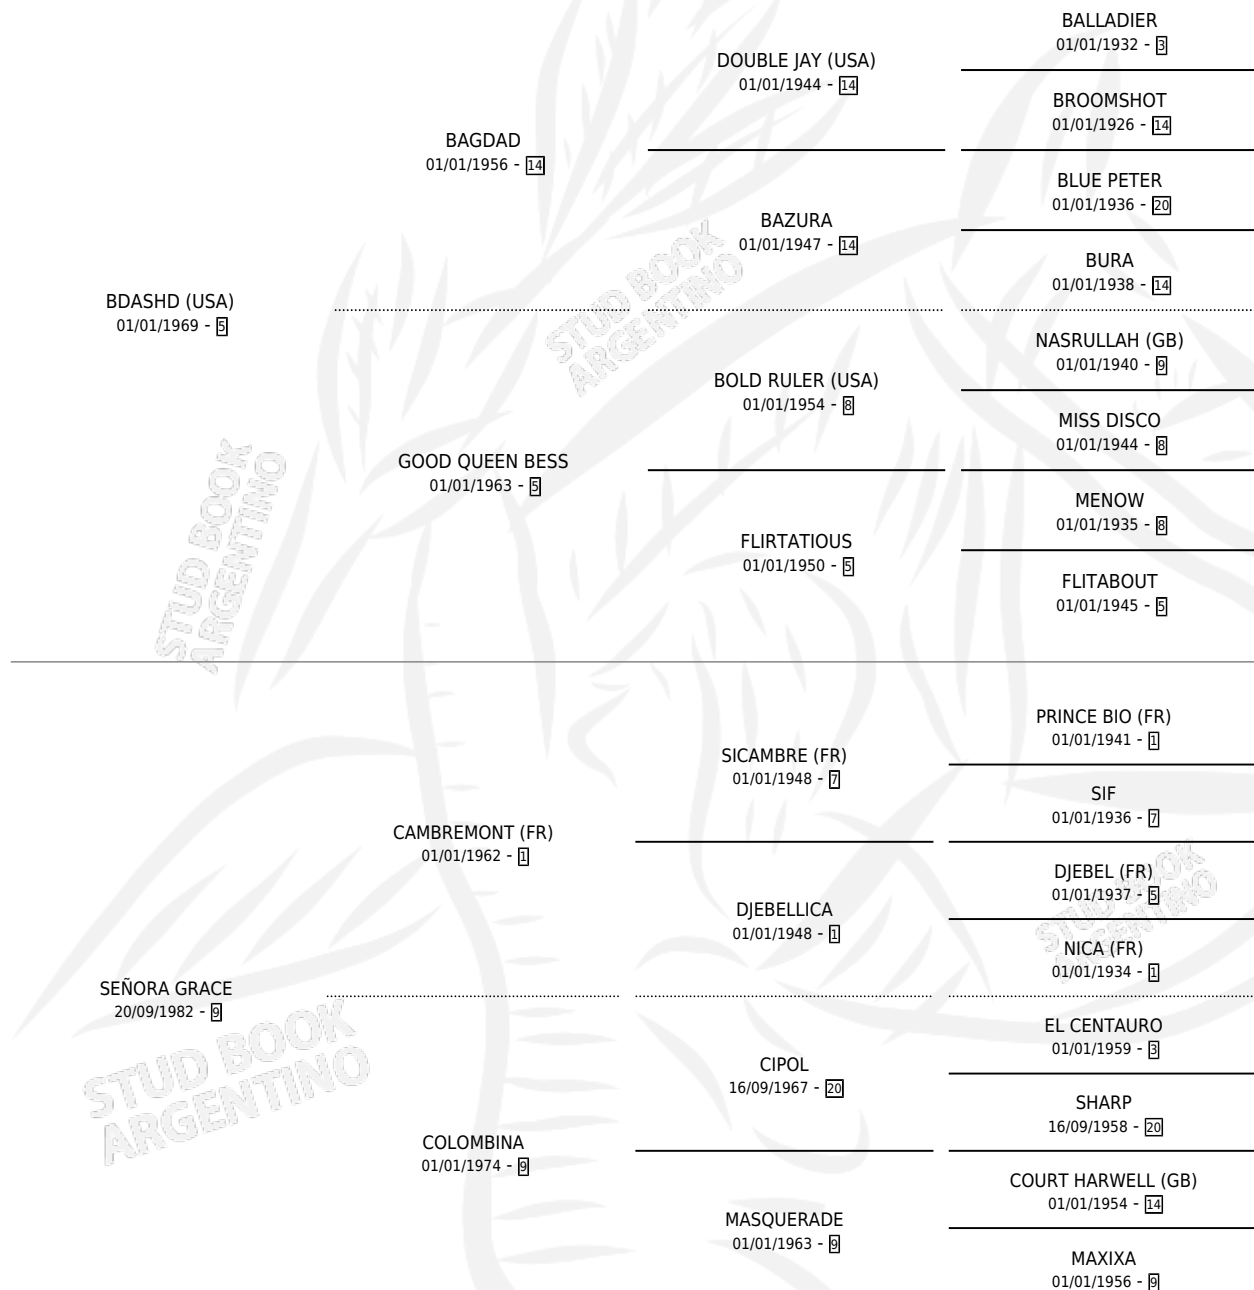 BALLADIER
01/01/1932 - 3
DOUBLE JAY (USA)
01/01/1944 - 14
BROOMSHOT
01/01/1926 - 14
BAGDAD
01/01/1956 - 14
BLUE PETER
01/01/1936 - 20
BAZURA
01/01/1947 - 14
BURA
01/01/1938 - 14
BDASHD (USA)
01/01/1969 - 5
STUD BOOK
ARGENTINO
NASRULLAH (GB)
01/01/1940 - 9
BOLD RULER (USA)
01/01/1954 - 8
MISS DISCO
01/01/1944 - 8
GOOD QUEEN BESS
01/01/1963 - 5
MENOW
01/01/1935 - 8
FLIRTATIOUS
01/01/1950 - 5
FLITABOUT
01/01/1945 - 5
STUD BOOK
ARGENTINO
PRINCE BIO (FR)
01/01/1941 - 1
SICAMBRE (FR)
01/01/1948 - 7
SIF
01/01/1936 - 7
CAMBREMONT (FR)
01/01/1962 - 1
DJEBEL (FR)
01/01/1937 - 5
DJEBELLICA
01/01/1948 - 1
STUD BOOK
ARGENTINO
NICA (FR)
01/01/1934 - 1
SEÑORA GRACE
20/09/1982 - 9
EL CENTAURO
01/01/1959 - 3
CIPOL
16/09/1967 - 20
SHARP
16/09/1958 - 20
STUD BOOK
ARGENTINO
COLOMBINA
01/01/1974 - 9
COURT HARWELL (GB)
01/01/1954 - 14
MASQUERADE
01/01/1963 - 9
MAXIXA
01/01/1956 - 9